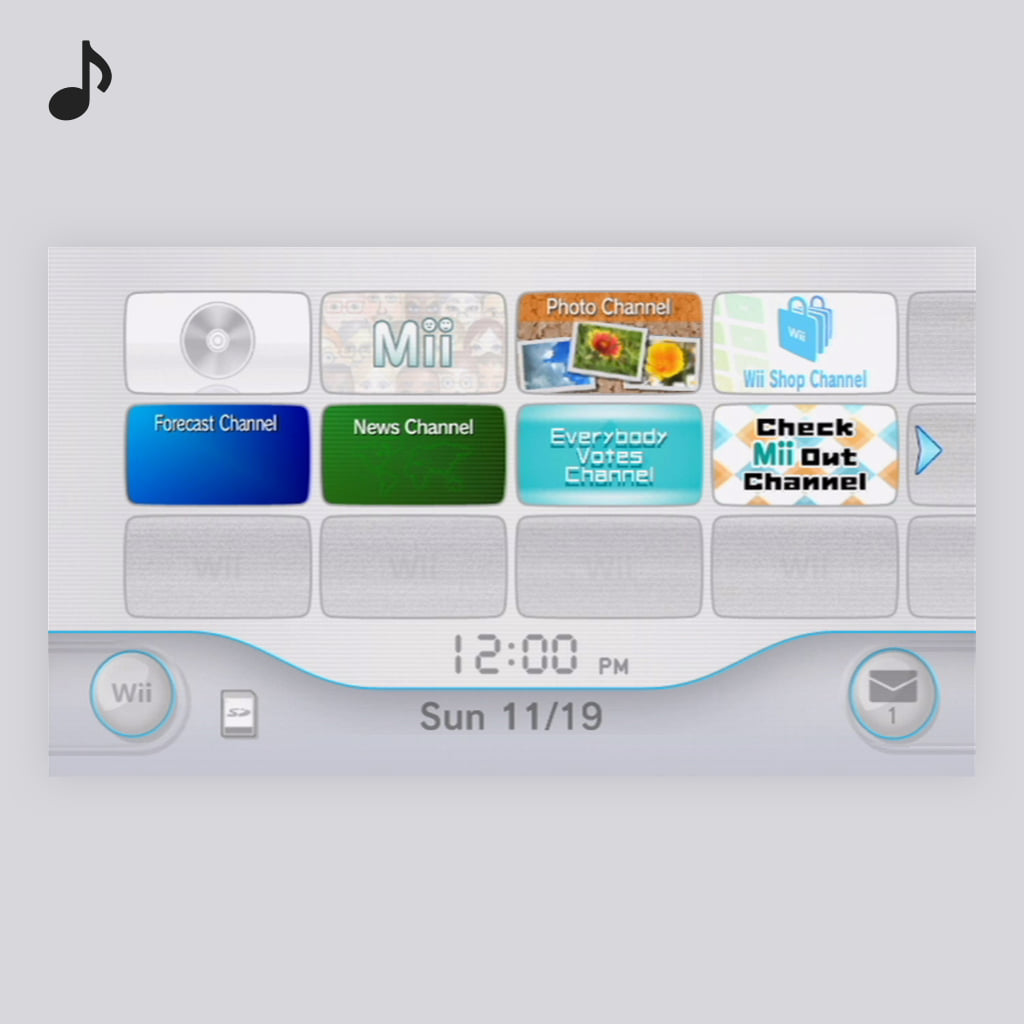 Mii
Photo Channel
Wii
Wii Shop Channel
Forecast Channel
News Channel
Everybody
Votes
Channel
Check
Mii Out
Channel
Wii
Wii
Wii
Wii
12:00 PM
Wii
SD
Sun 11/19
1